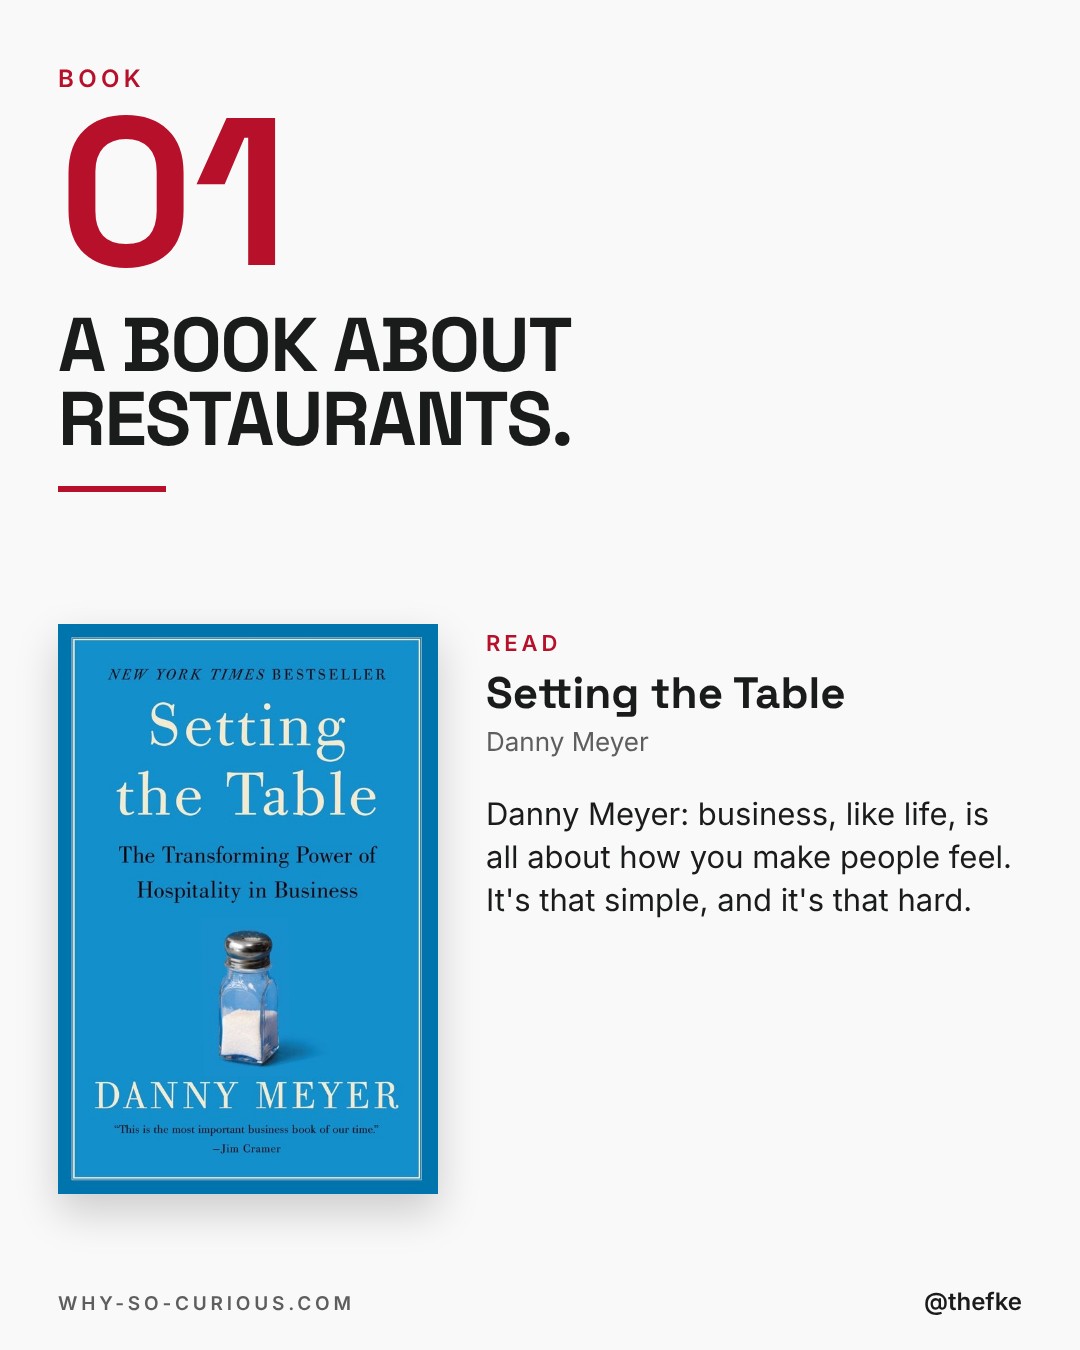 BOOK
01
A BOOK ABOUT
RESTAURANTS.
NEW YORK TIMES BESTSELLER
Setting
the Table
The Transforming Power of
Hospitality in Business
DANNY MEYER
“This is the most important business book of our time.”
—Jim Cramer
READ
Setting the Table
Danny Meyer
Danny Meyer: business, like life, is
all about how you make people feel.
It's that simple, and it's that hard.
WHY-SO-CURIOUS.COM
@thefke